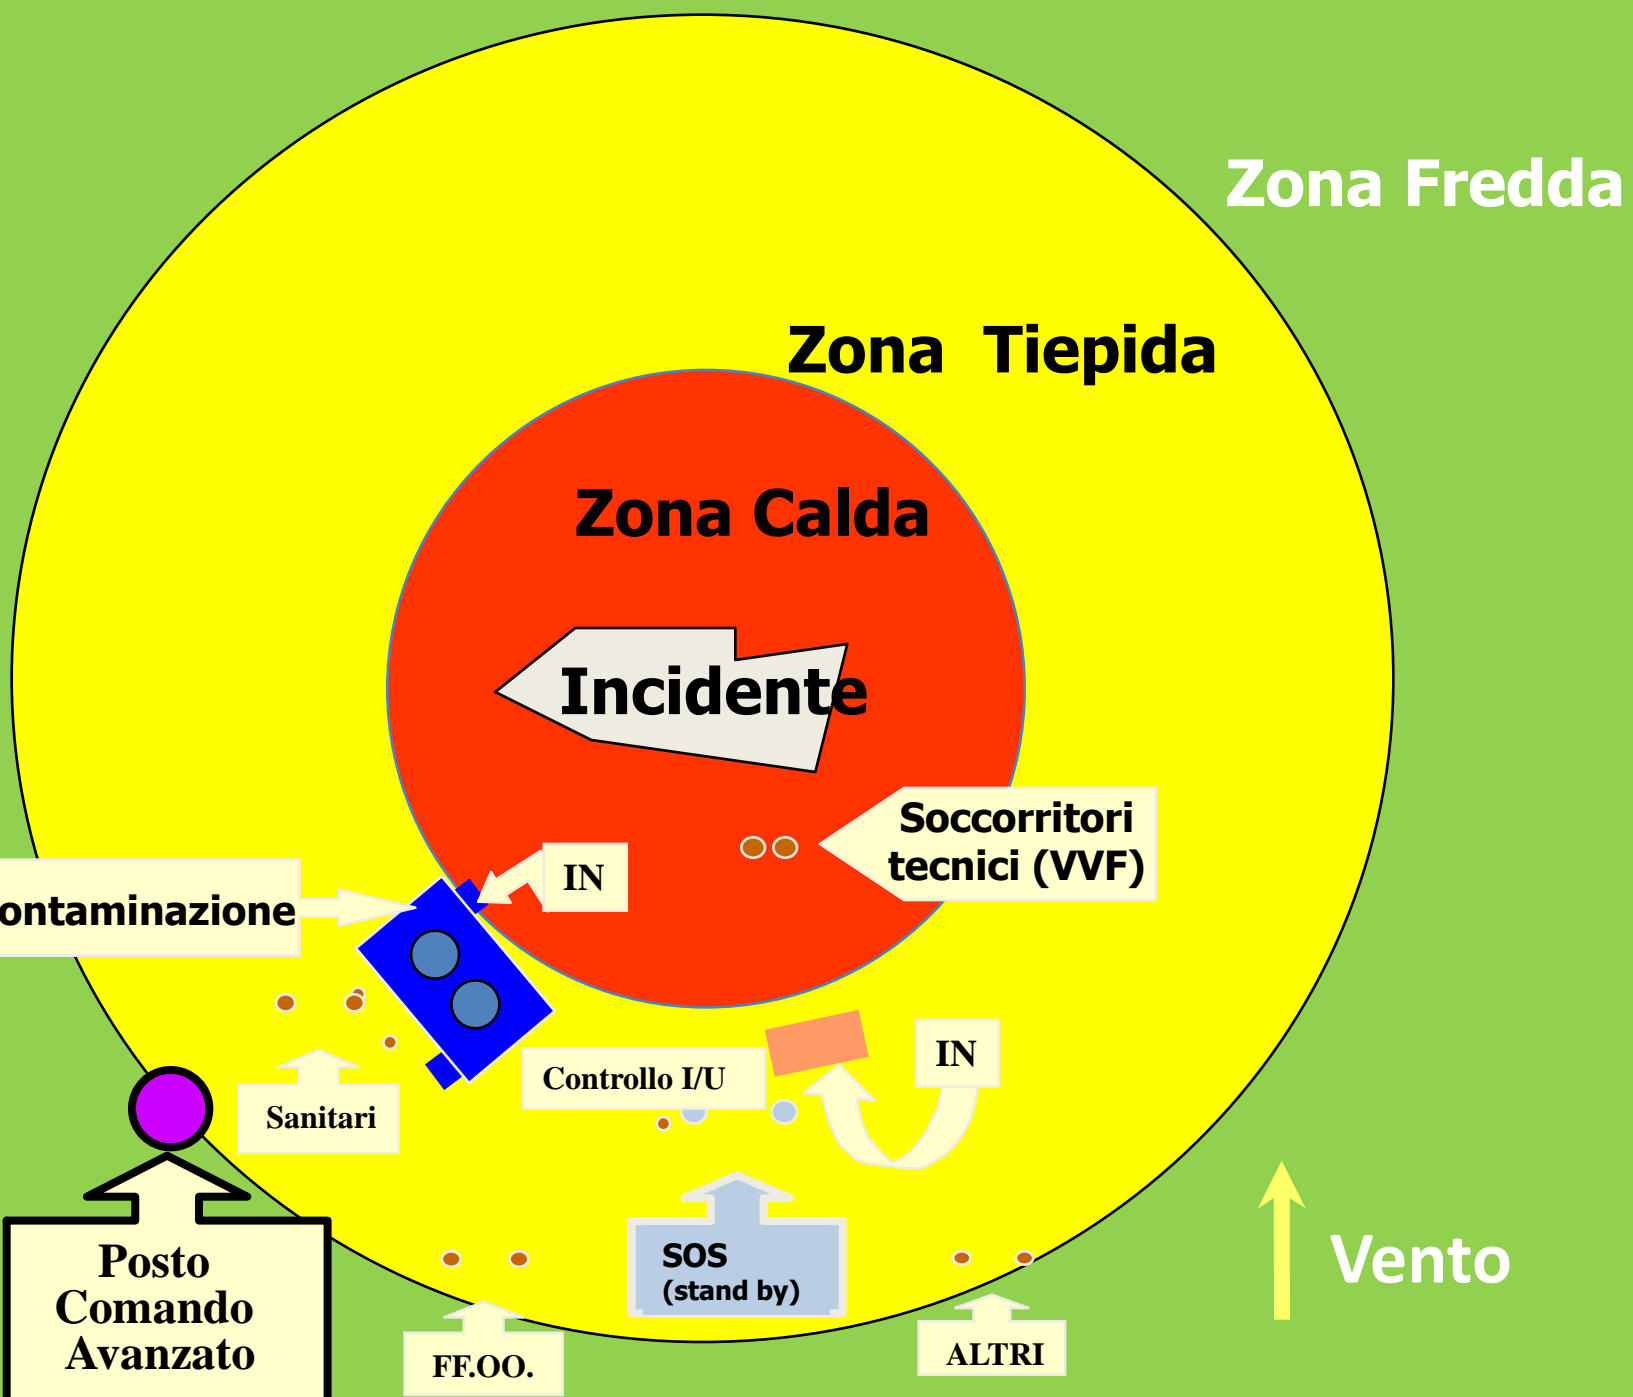 Zona Fredda
Zona Tiepida
Zona Calda
Incidente
Soccorritori
tecnici (VVF)
IN
ontaminazione
IN
Controllo I/U
Sanitari
SOS
(stand by)
Posto
Comando
Avanzato
Vento
FF.OO.
ALTRI